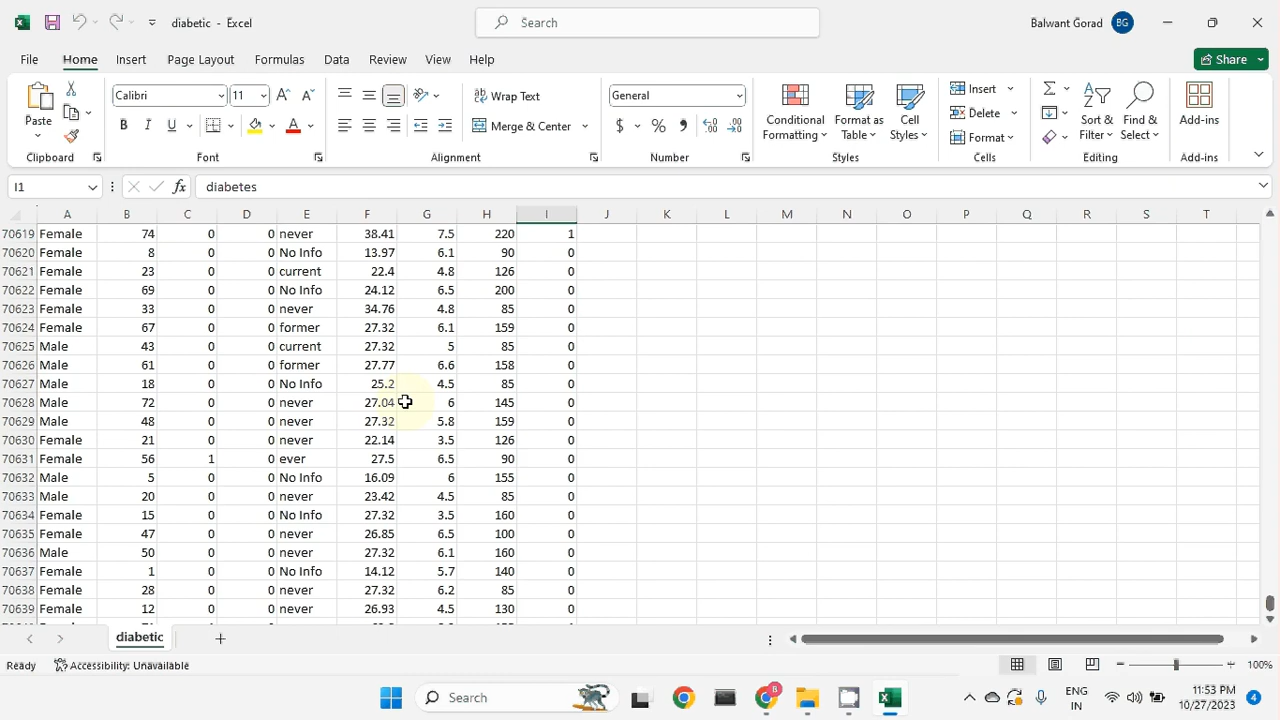 diabetic - Excel
Search
Balwant Gorad BG
File Home Insert Page Layout Formulas Data Review View Help
Share
Paste
Clipboard
Calibri 11
B I U
Font
Wrap Text
Merge & Center
Alignment
General
$ % 9
Number
Conditional Formatting
Format as Table
Cell Styles
Styles
Insert
Delete
Format
Cells
Sort & Filter
Find & Select
Editing
Add-ins
Add-ins
I1 fx diabetes
A B C D E F G H I J K L M N O P Q R S T
70619 Female 74 0 0 never 38.41 7.5 220 1
70620 Female 8 0 0 No Info 13.97 6.1 90 0
70621 Female 23 0 0 current 22.4 4.8 126 0
70622 Female 69 0 0 No Info 24.12 6.5 200 0
70623 Female 33 0 0 never 34.76 4.8 85 0
70624 Female 67 0 0 former 27.32 6.1 159 0
70625 Male 43 0 0 current 27.32 5 85 0
70626 Male 61 0 0 former 27.77 6.6 158 0
70627 Male 18 0 0 No Info 25.2 4.5 85 0
70628 Male 72 0 0 never 27.04 6 145 0
70629 Male 48 0 0 never 27.32 5.8 159 0
70630 Female 21 0 0 never 22.14 3.5 126 0
70631 Female 56 1 0 ever 27.5 6.5 90 0
70632 Male 5 0 0 No Info 16.09 6 155 0
70633 Male 20 0 0 never 23.42 4.5 85 0
70634 Female 15 0 0 No Info 27.32 3.5 160 0
70635 Female 47 0 0 never 26.85 6.5 100 0
70636 Male 50 0 0 never 27.32 6.1 160 0
70637 Female 1 0 0 No Info 14.12 5.7 140 0
70638 Female 28 0 0 never 27.32 6.2 85 0
70639 Female 12 0 0 never 26.93 4.5 130 0
diabetic
Ready Accessibility: Unavailable 100%
Search
8
ENG
IN
11:53 PM
10/27/2023
4